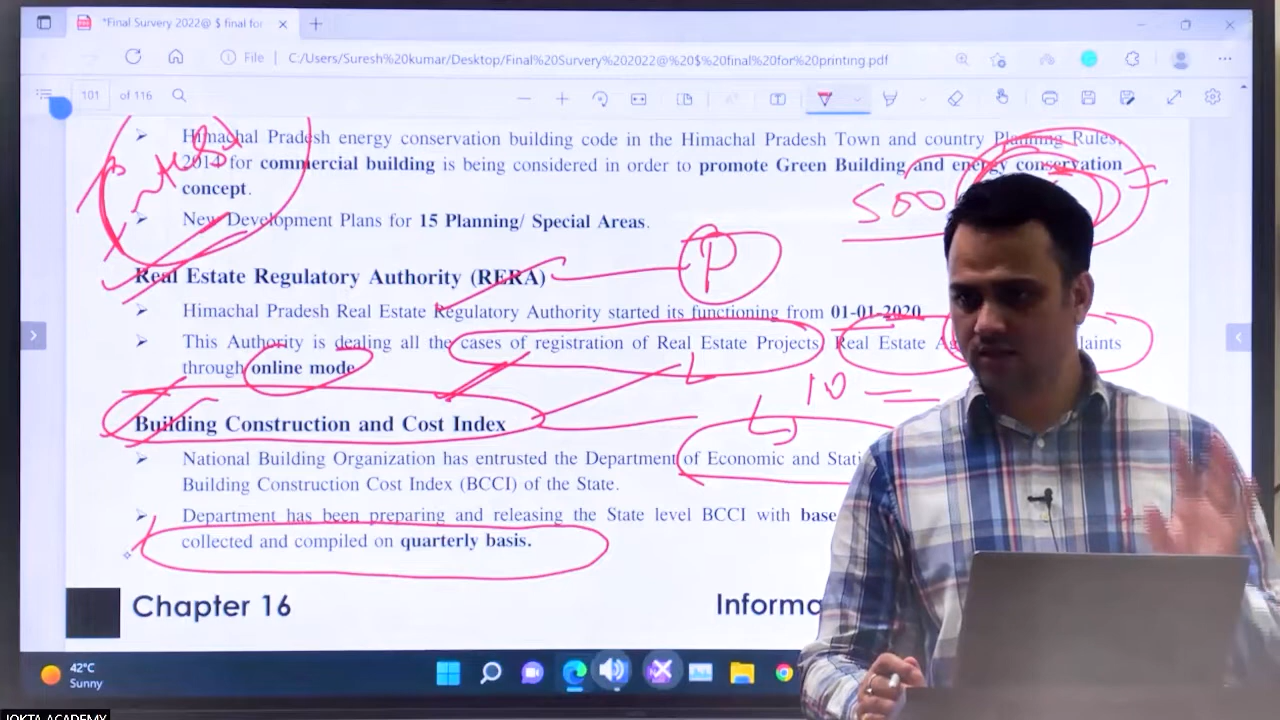 *Final Survery 2022@ $ final for
File C:/Users/Suresh%20kumar/Desktop/Final%20Survery%202022@%20$%20final%20for%20printing.pdf
101 of 116
Himachal Pradesh energy conservation building code in the Himachal Pradesh Town and country Planning Rules,
2014 for commercial building is being considered in order to promote Green Building and energy conservation
concept.
500
New Development Plans for 15 Planning/ Special Areas.
P
Real Estate Regulatory Authority (RERA)
Himachal Pradesh Real Estate Regulatory Authority started its functioning from 01-01-2020
This Authority is dealing all the cases of registration of Real Estate Projects, Real Estate
through online mode
10
Building Construction and Cost Index
National Building Organization has entrusted the Department of Economic and
Building Construction Cost Index (BCCI) of the State.
Department has been preparing and releasing the State level BCCI with base
collected and compiled on quarterly basis.
Chapter 16
42°C
Sunny
JOKTA ACADEMY